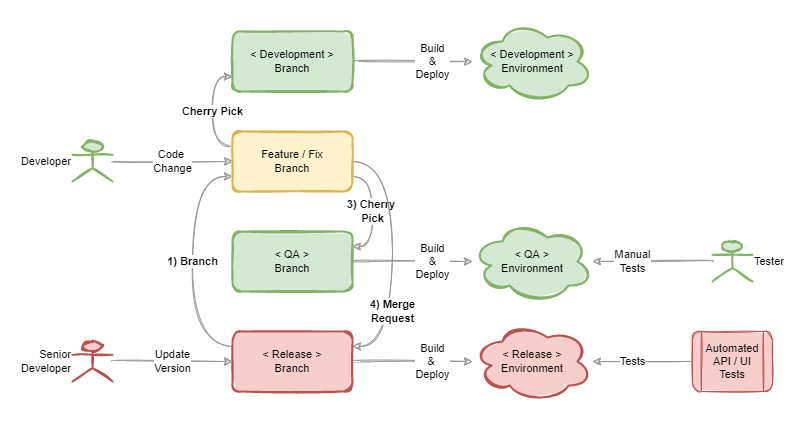 < Development >
Branch
Build
&
Deploy
< Development >
Environment
Cherry Pick
Developer
Code
Change
Feature / Fix
Branch
3) Cherry
Pick
1) Branch
< QA >
Branch
Build
&
Deploy
< QA >
Environment
Manual
Tests
Tester
4) Merge
Request
Senior
Developer
Update
Version
< Release >
Branch
Build
&
Deploy
< Release >
Environment
Tests
Automated
API / UI
Tests